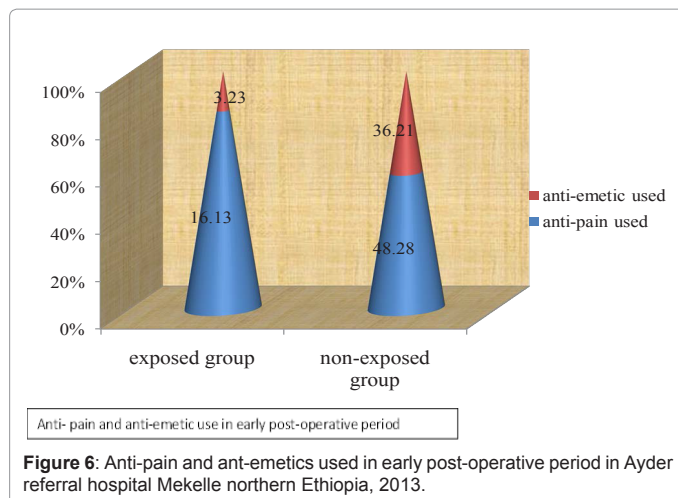 100%
80%
60%
40%
20%
0%
3.23
36.21
16.13
48.28
anti-emetic used
anti-pain used
exposed group
non-exposed
group
Anti- pain and anti-emetic use in early post-operative period
Figure 6: Anti-pain and ant-emetics used in early post-operative period in Ayder
referral hospital Mekelle northern Ethiopia, 2013.